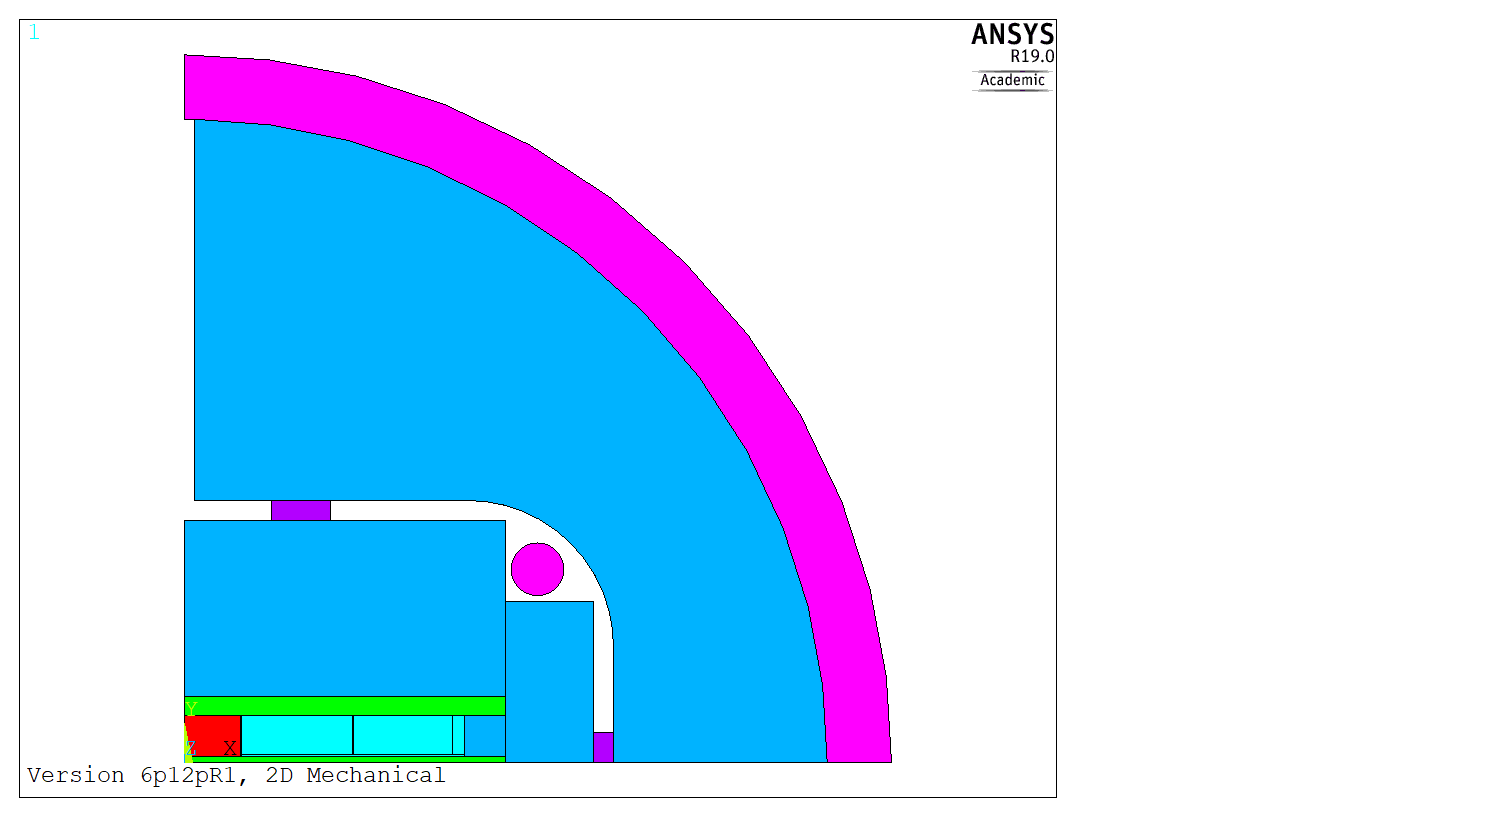 1
ANSYS
R19.0
Academic
Y
Z X
Version 6p12pR1, 2D Mechanical